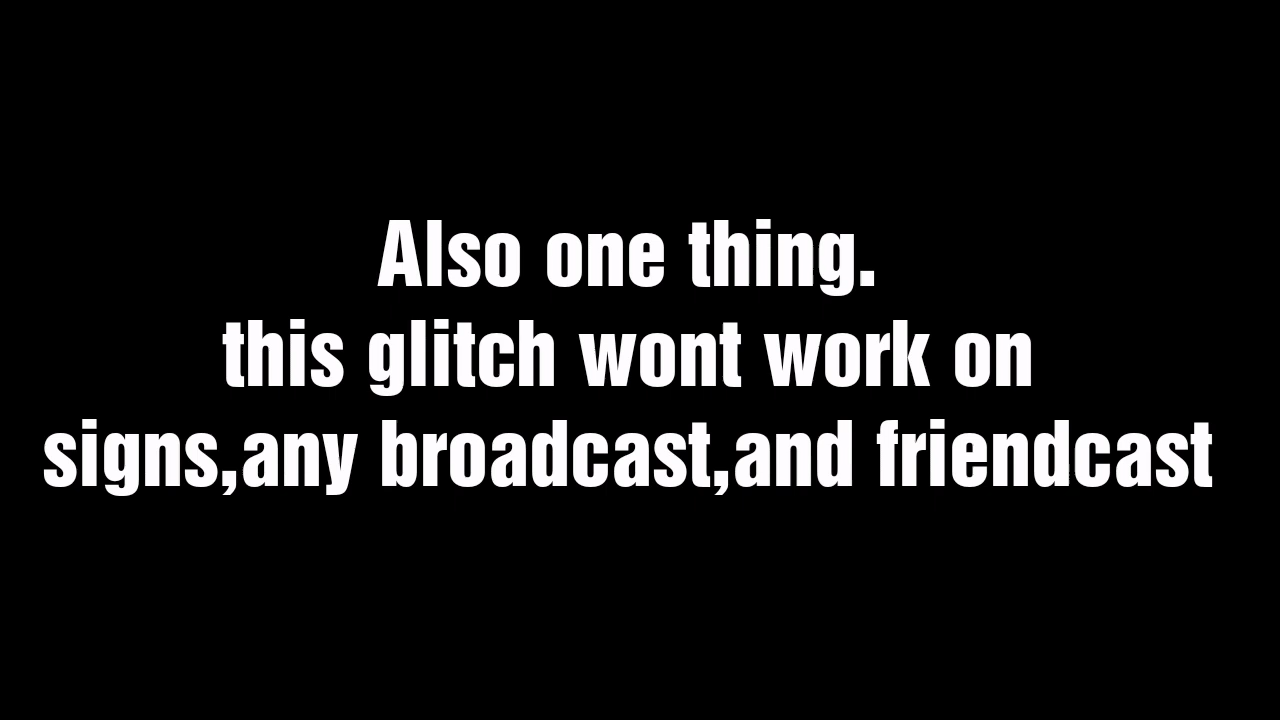 Also one thing.
this glitch wont work on
signs,any broadcast,and friendcast